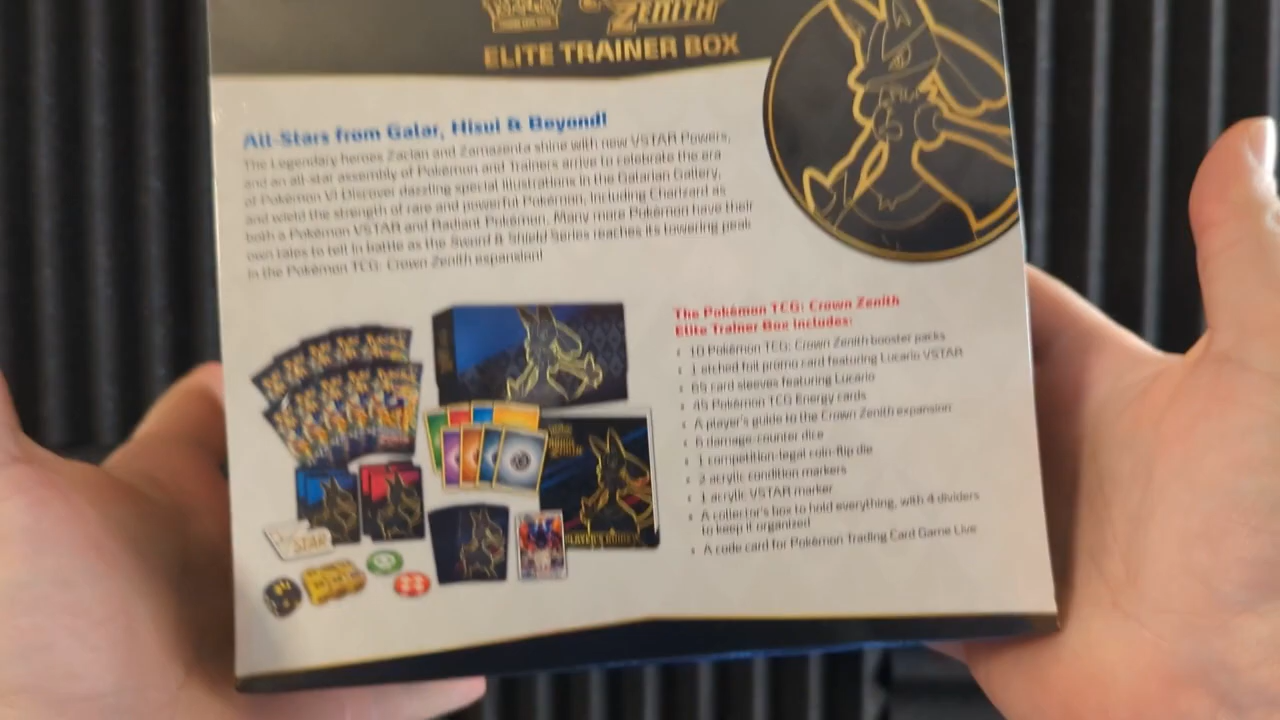 ZENITH
ELITE TRAINER BOX
All-Stars from Galar, Hisui & Beyond!
The Legendary heroes Zacian and Zamazenta shine with new VSTAR Powers,
and an all-star assembly of Pokémon and Trainers arrive to celebrate the era
of Pokémon V! Discover dazzling special illustrations in the Galarian Gallery,
and wield the strength of rare and powerful Pokémon, including Charizard as
both a Pokémon VSTAR and Radiant Pokémon. Many more Pokémon have their
own tales to tell in battle as the Sword & Shield Series reaches its towering peak
in the Pokémon TCG: Crown Zenith expansion!
The Pokémon TCG: Crown Zenith
Elite Trainer Box includes:
• 10 Pokémon TCG: Crown Zenith booster packs
• 1 etched foil promo card featuring Lucario VSTAR
• 65 card sleeves featuring Lucario
• 45 Pokémon TCG Energy cards
• A player's guide to the Crown Zenith expansion
• 6 damage-counter dice
• 1 competition-legal coin-flip die
• 2 acrylic condition markers
• 1 acrylic VSTAR marker
• A collector's box to hold everything, with 4 dividers
to keep it organized
• A code card for Pokémon Trading Card Game Live
ZENITH
PLAYER'S GUIDE
STAR